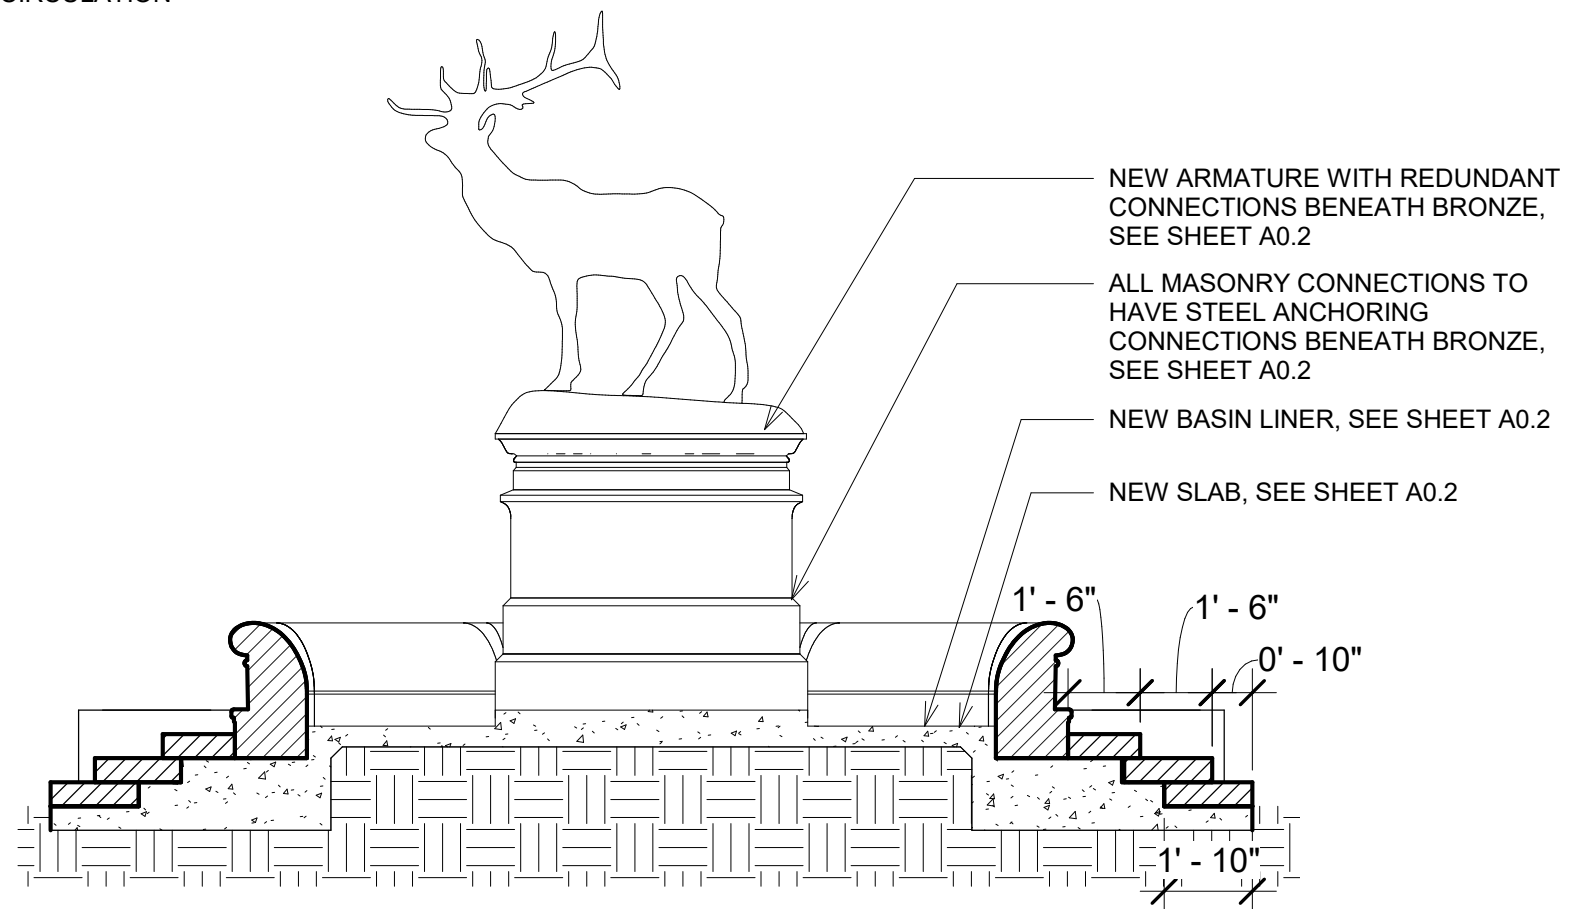 CIRCULATION
NEW ARMATURE WITH REDUNDANT
CONNECTIONS BENEATH BRONZE,
SEE SHEET A0.2
ALL MASONRY CONNECTIONS TO
HAVE STEEL ANCHORING
CONNECTIONS BENEATH BRONZE,
SEE SHEET A0.2
NEW BASIN LINER, SEE SHEET A0.2
NEW SLAB, SEE SHEET A0.2
1' - 6"
1' - 6"
0' - 10"
1' - 10"